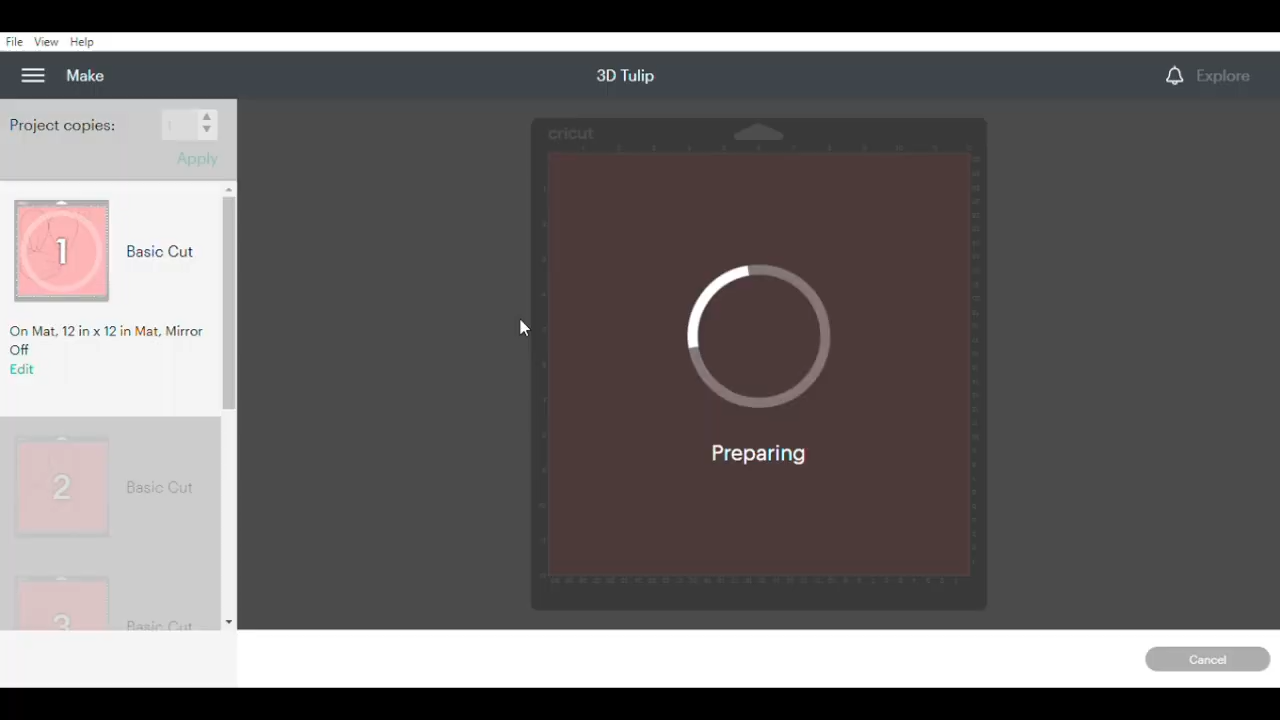 File View Help
Make
3D Tulip
Explore
Project copies:
Apply
cricut
1
Basic Cut
On Mat, 12 in x 12 in Mat, Mirror
Off
Edit
2
Basic Cut
3
Basic Cut
Preparing
Cancel